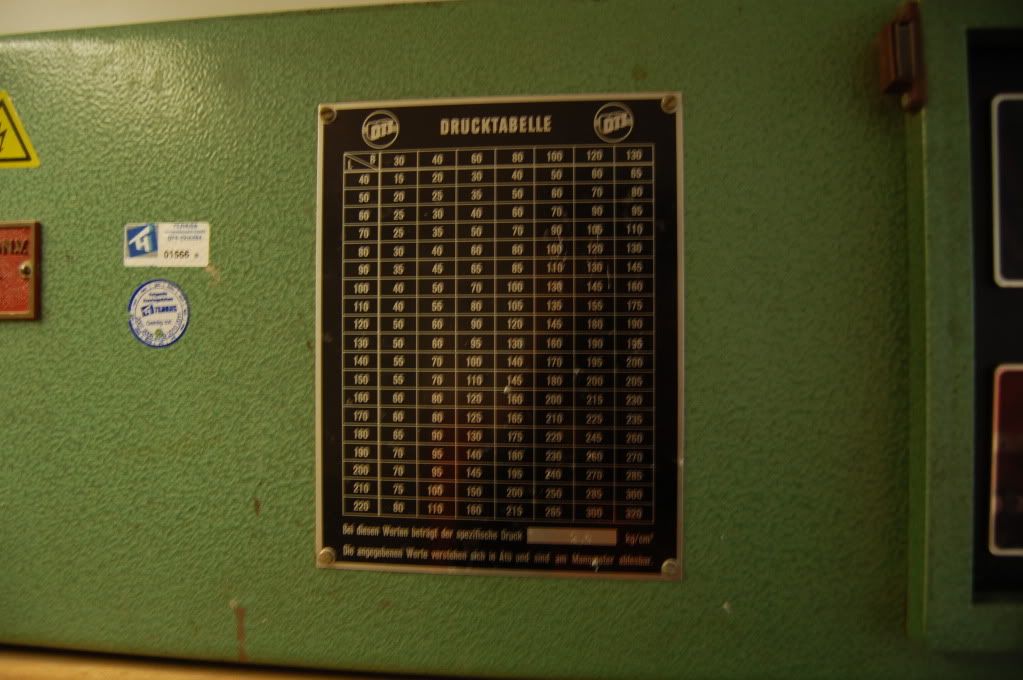 OTT DRUCKTABELLE OTT
L B 30 40 60 80 100 120 130
40 15 20 30 40 50 60 65
50 20 25 35 50 60 70 80
60 25 30 40 60 70 90 95
70 25 35 50 70 90 105 110
80 30 40 60 80 100 120 130
90 35 45 65 85 110 130 145
100 40 50 70 100 130 145 160
110 40 55 80 105 135 155 175
120 50 60 90 120 145 180 190
130 50 60 95 130 160 190 195
140 55 70 100 140 170 195 200
150 55 70 110 145 180 200 205
160 60 80 120 160 200 215 230
170 60 80 125 165 210 225 235
180 65 90 130 175 220 245 260
190 70 95 140 180 230 260 270
200 70 95 145 195 240 270 285
210 75 100 150 200 250 285 300
220 80 110 160 215 265 300 320
Bei diesen Werten beträgt der spezifische Druck kg/cm²
Die angegebenen Werte verstehen sich in Atü und sind am Manometer ablesbar.
01566